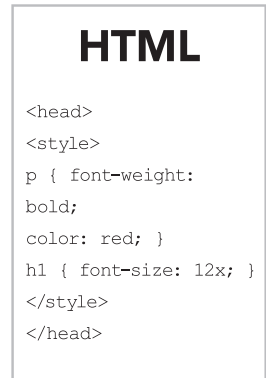 HTML
<head>
<style>
p { font-weight:
bold;
color: red; }
h1 { font-size: 12x; }
</style>
</head>